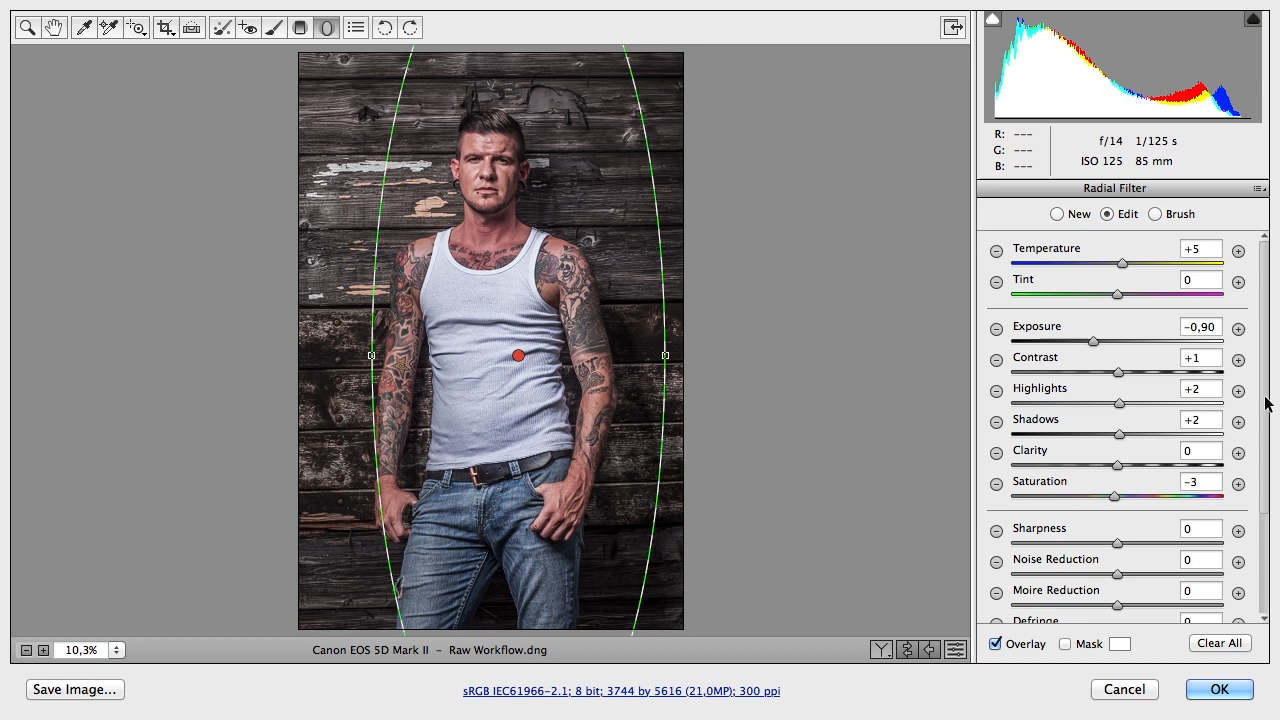 R: ---
G: ---
B: ---
f/14 1/125 s
ISO 125 85 mm
Radial Filter
New Edit Brush
Temperature +5
Tint 0
Exposure -0,90
Contrast +1
Highlights +2
Shadows +2
Clarity 0
Saturation -3
Sharpness 0
Noise Reduction 0
Moire Reduction 0
Defringe 0
Overlay Mask Clear All
10,3% Canon EOS 5D Mark II - Raw Workflow.dng
Save Image... sRGB IEC61966-2.1; 8 bit; 3744 by 5616 (21,0MP); 300 ppi Cancel OK